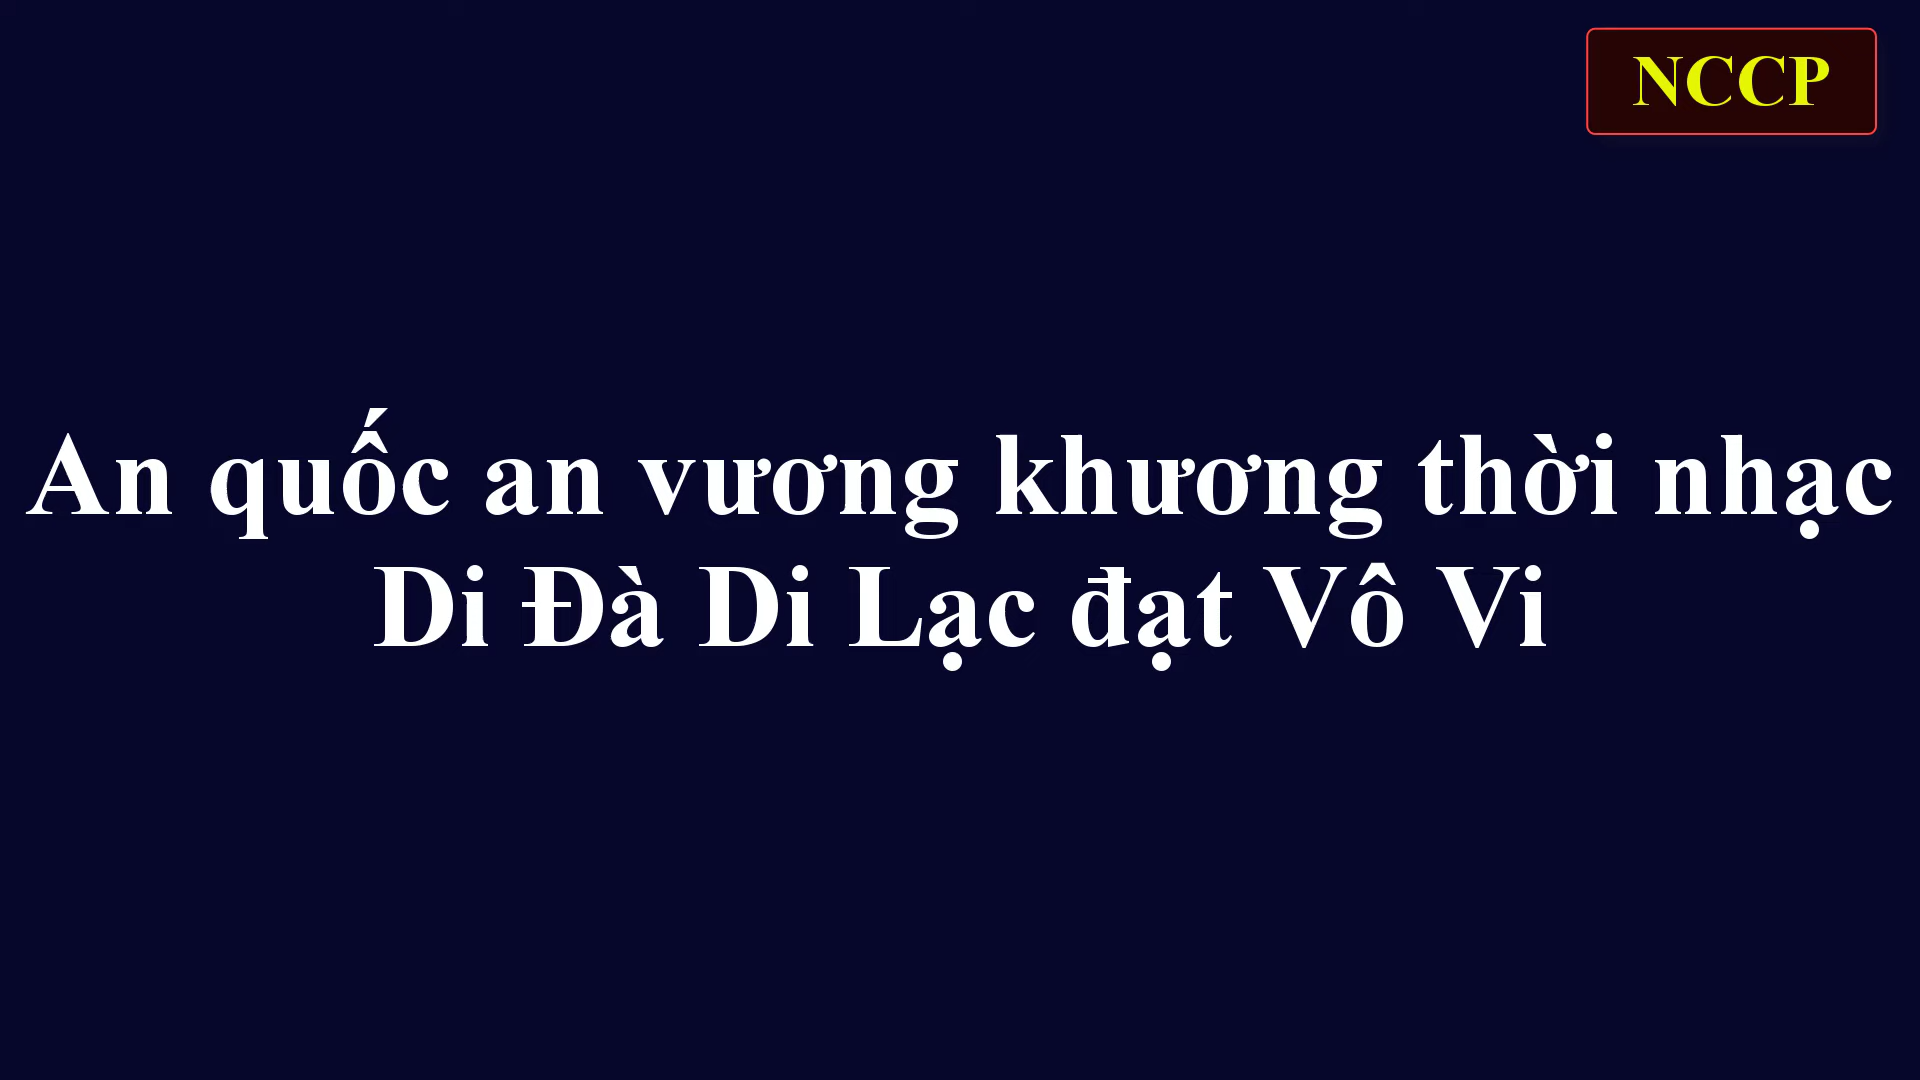 NCCP
An quốc an vương khương thời nhạc
Di Đà Di Lạc đạt Vô Vi